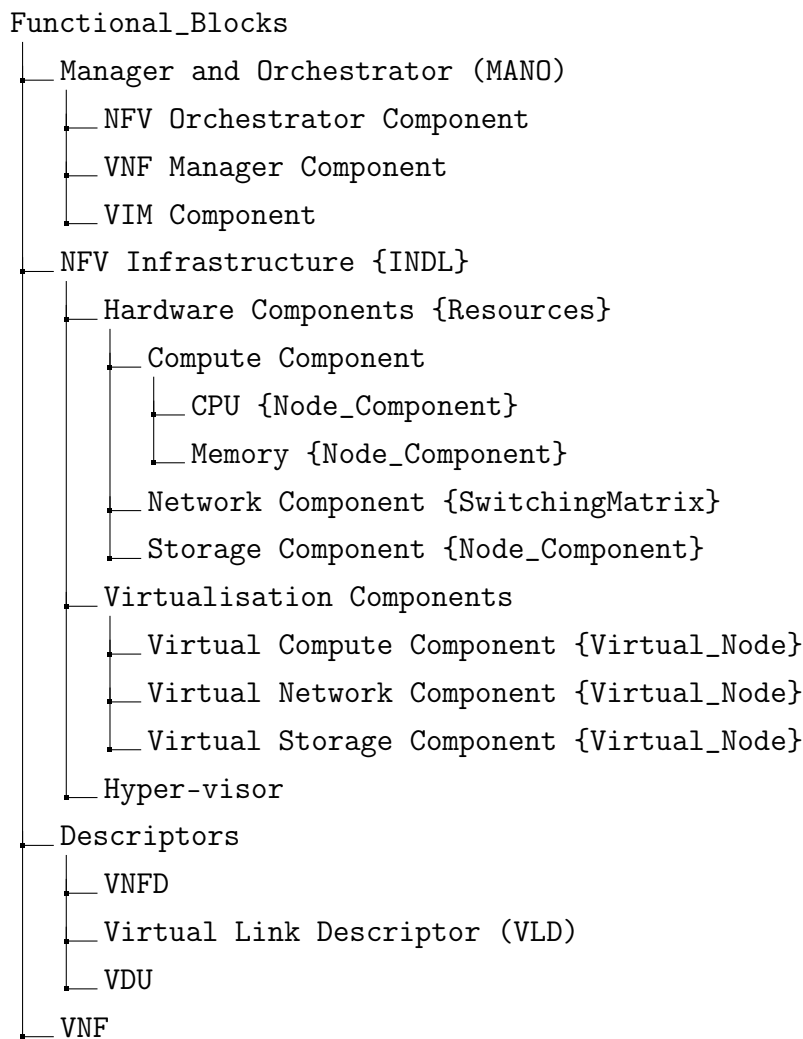 Functional_Blocks
Manager and Orchestrator (MANO)
NFV Orchestrator Component
VNF Manager Component
VIM Component
NFV Infrastructure {INDL}
Hardware Components {Resources}
Compute Component
CPU {Node_Component}
Memory {Node_Component}
Network Component {SwitchingMatrix}
Storage Component {Node_Component}
Virtualisation Components
Virtual Compute Component {Virtual_Node}
Virtual Network Component {Virtual_Node}
Virtual Storage Component {Virtual_Node}
Hyper-visor
Descriptors
VNFD
Virtual Link Descriptor (VLD)
VDU
VNF